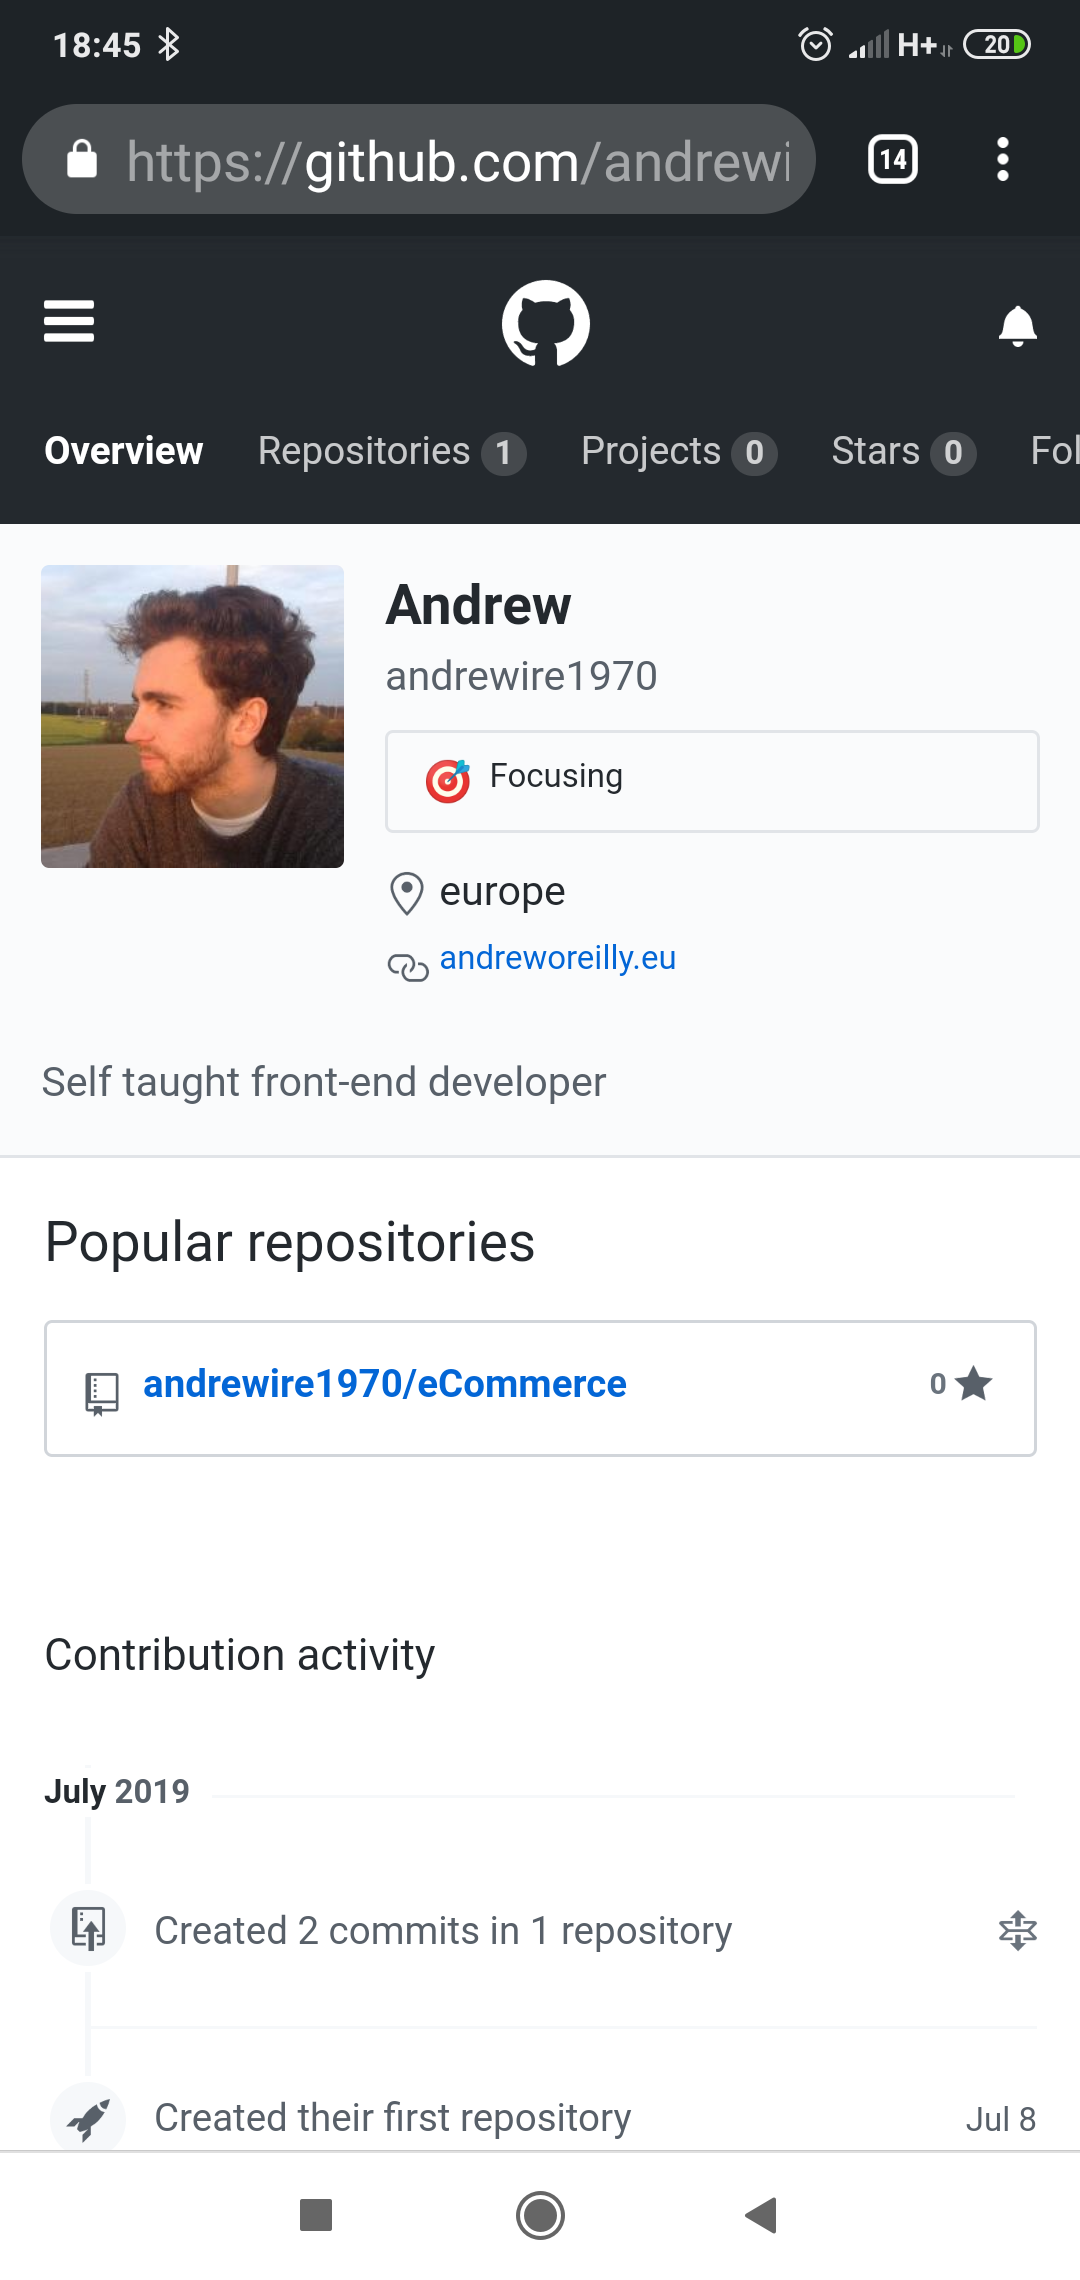 18:45 H+ 20
https://github.com/andrewi 14
Overview Repositories 1 Projects 0 Stars 0 Fol
Andrew
andrewire1970
Focusing
europe
andreworeilly.eu
Self taught front-end developer
Popular repositories
andrewire1970/eCommerce 0
Contribution activity
July 2019
Created 2 commits in 1 repository
Created their first repository Jul 8